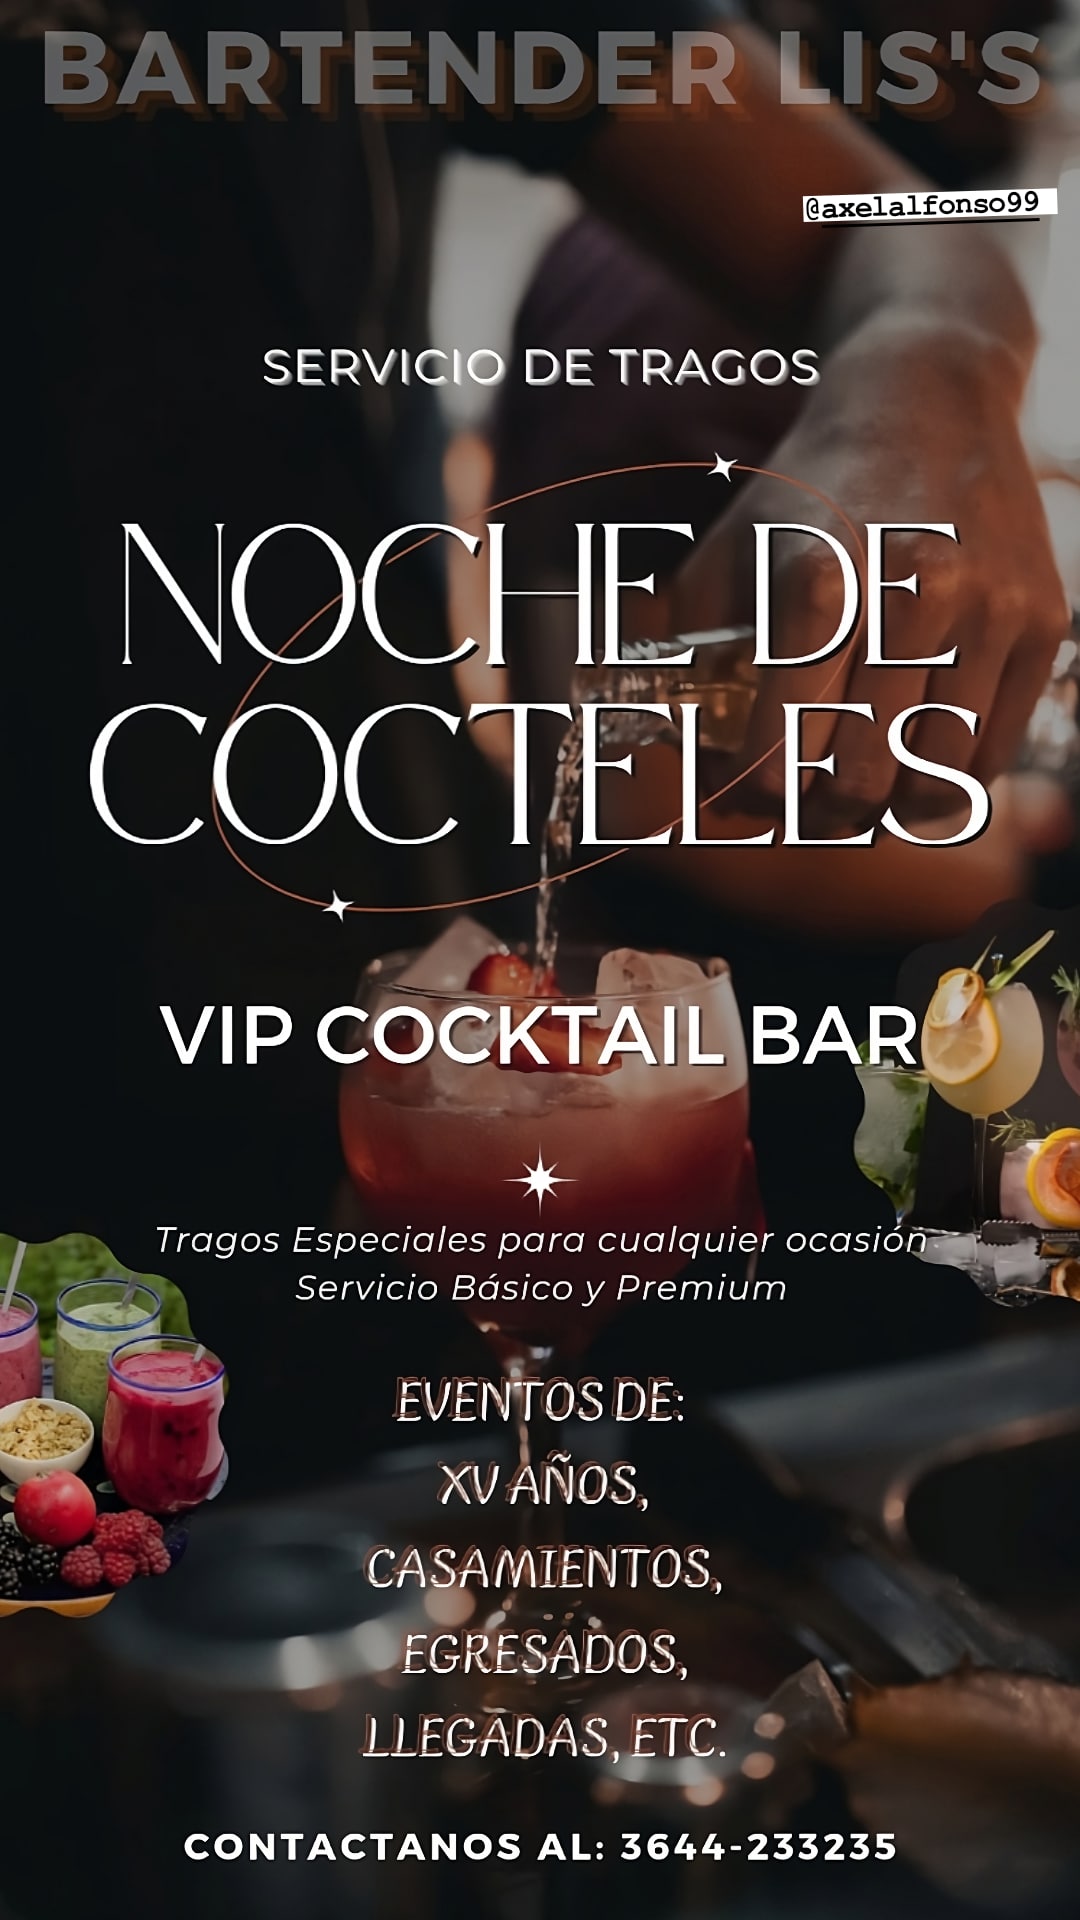 BARTENDER LIS'S
@axelalfonso99
SERVICIO DE TRAGOS
NOCHE DE
COCTELES
VIP COCKTAIL BAR
Tragos Especiales para cualquier ocasión
Servicio Básico y Premium
EVENTOS DE:
XV AÑOS,
CASAMIENTOS,
EGRESADOS,
LLEGADAS, ETC.
CONTACTANOS AL: 3644-233235